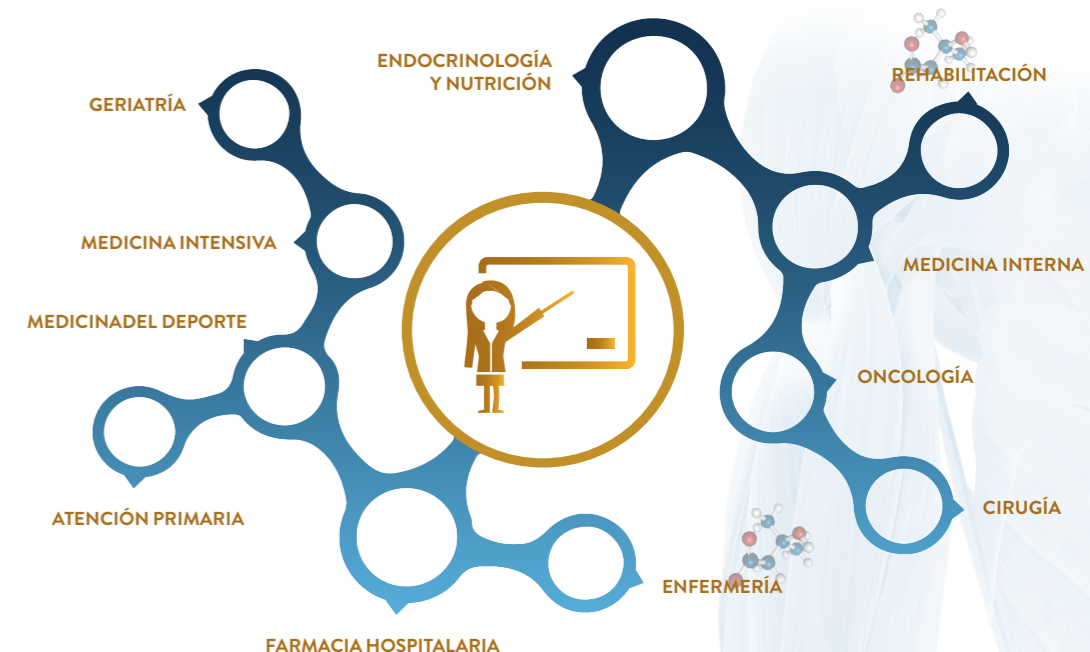 ENDOCRINOLOGÍA
Y NUTRICIÓN
REHABILITACIÓN
GERIATRÍA
MEDICINA INTENSIVA
MEDICINA INTERNA
MEDICINADEL DEPORTE
ONCOLOGÍA
ATENCIÓN PRIMARIA
CIRUGÍA
ENFERMERÍA
FARMACIA HOSPITALARIA